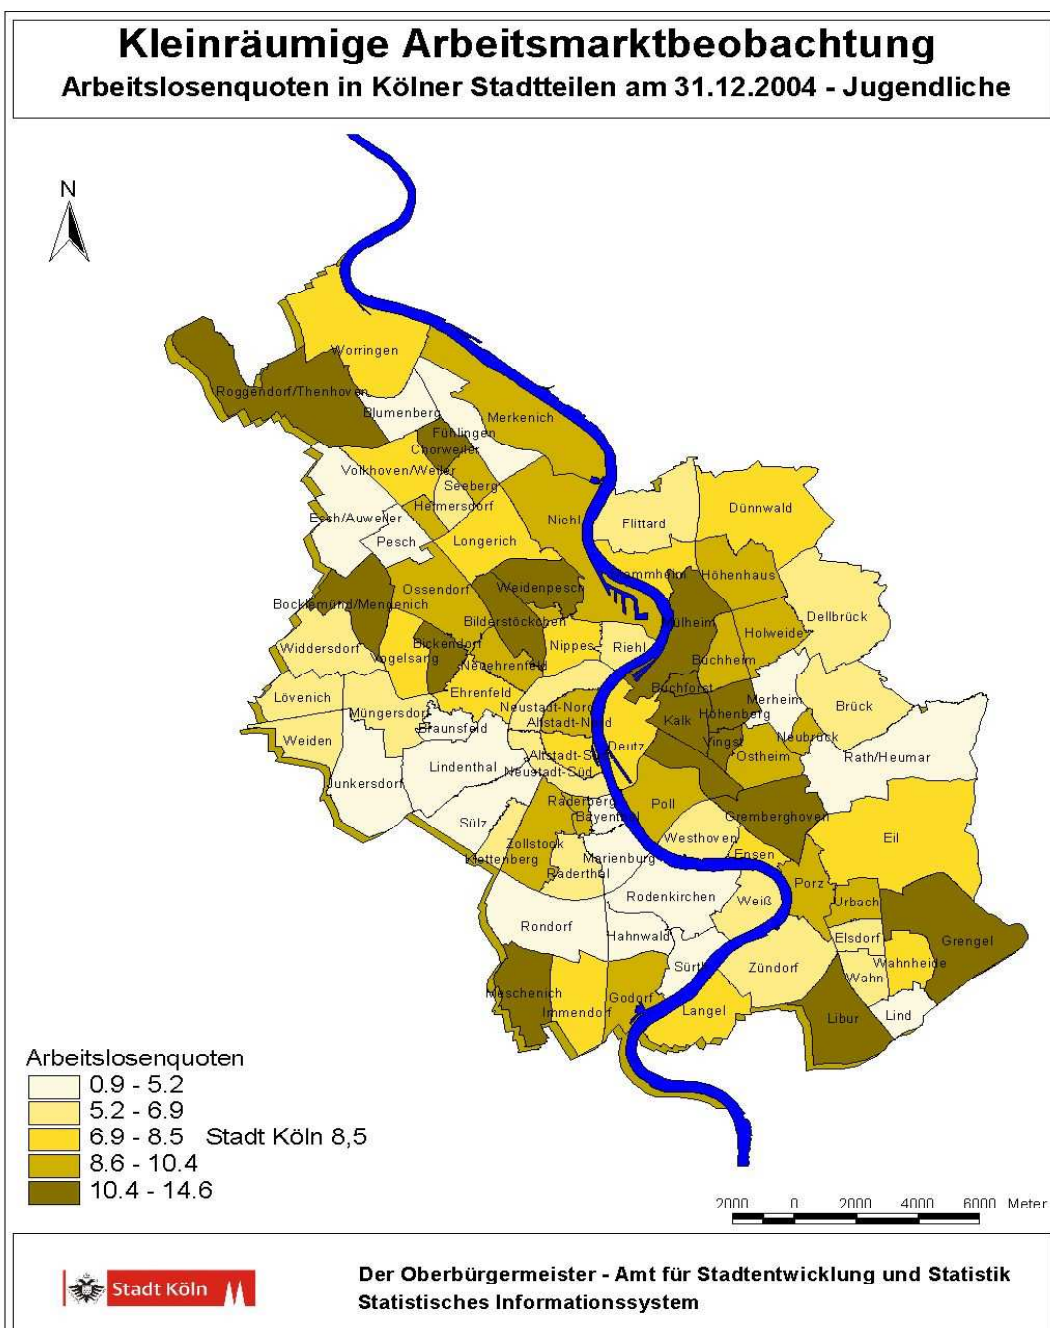 Kleinräumige Arbeitsmarktbeobachtung
Arbeitslosenquoten in Kölner Stadtteilen am 31.12.2004 - Jugendliche
N
Worringen
Roggendorf/Thenhoven
Blumenberg
Merkenich
Fühlingen
Chorweiler
Volkhoven/Weiler
Seeberg
Heimersdorf
Esch/Auweiler
Niehl
Dünnwald
Flittard
Pesch
Longerich
Höhenhaus
Ossendorf
Weidenpesch
Bocklemünd/Mengenich
Dellbrück
Bilderstöckchen
Mülheim
Holweide
Bickendorf
Nippes
Riehl
Widdersdorf
Vogelsang
Neuehrenfeld
Buchheim
Buchforst
Lövenich
Ehrenfeld
Merheim
Müngersdorf
Neustadt-Nord
Höhenberg
Brück
Altstadt-Nord
Kalk
Braunsfeld
Weiden
Vingst
Neubrück
Deutz
Altstadt-Süd
Ostheim
Rath/Heumar
Lindenthal
Neustadt-Süd
Junkersdorf
Raderberg
Poll
Bayenthal
Gremberghoven
Sülz
Zollstock
Westhoven
Eil
Klettenberg
Marienburg
Ensen
Raderthal
Porz
Rodenkirchen
Weiß
Urbach
Rondorf
Hahnwald
Elsdorf
Grengel
Sürth
Zündorf
Wahnheide
Wahn
Meschenich
Godorf
Immendorf
Langel
Libur
Lind
Arbeitslosenquoten
0.9 - 5.2
5.2 - 6.9
6.9 - 8.5 Stadt Köln 8,5
8.6 - 10.4
10.4 - 14.6
2000 0 2000 4000 6000 Meter
Stadt Köln
Der Oberbürgermeister - Amt für Stadtentwicklung und Statistik
Statistisches Informationssystem